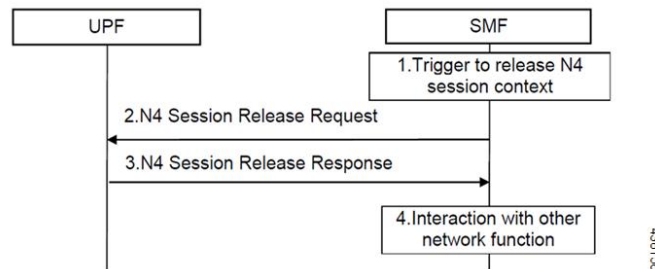 UPF
SMF
1.Trigger to release N4
session context
2.N4 Session Release Request
3.N4 Session Release Response
4.Interaction with other
network function